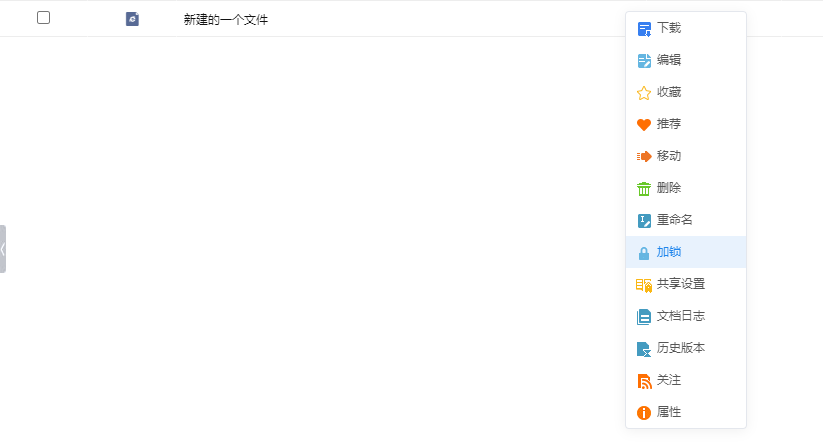 新建的一个文件
下载
编辑
收藏
推荐
移动
删除
重命名
加锁
共享设置
文档日志
历史版本
关注
属性